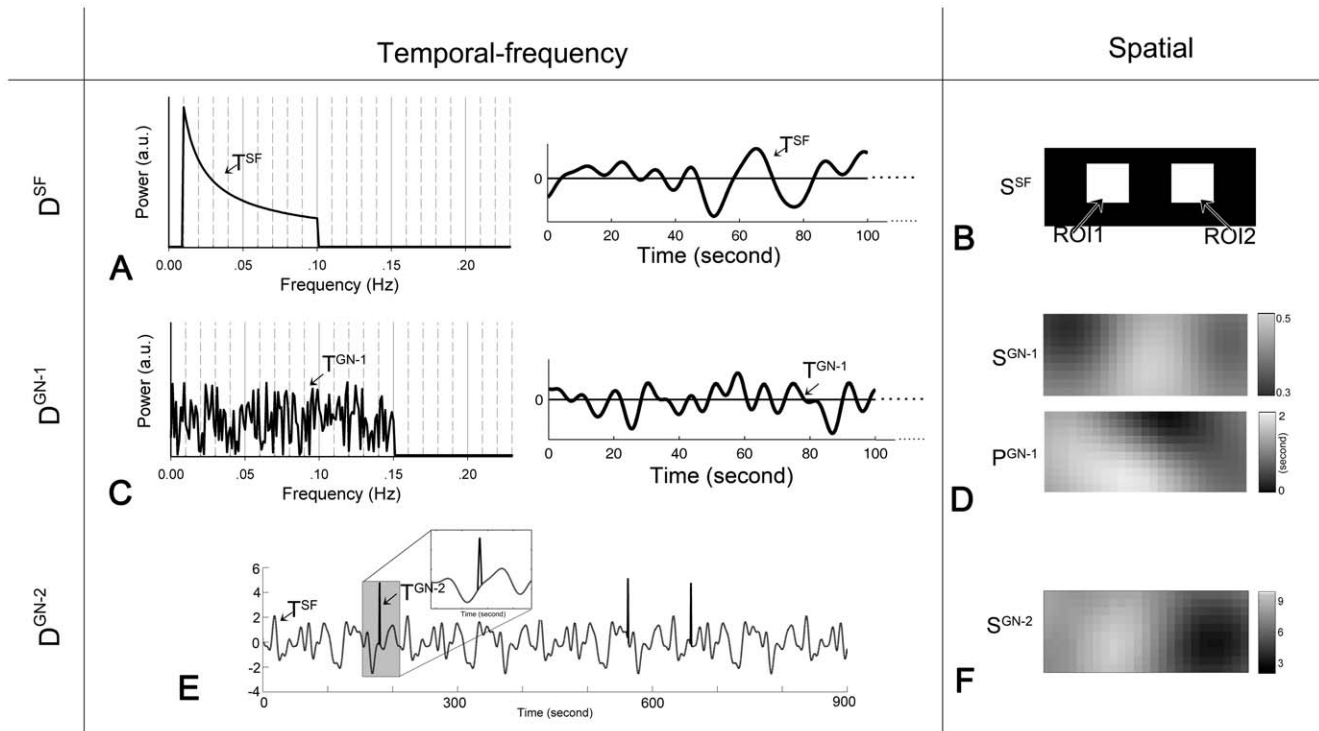 Temporal-frequency
Spatial
D^SF
Power (a.u.)
T^SF
0.00 .05 .10 .15 .20
Frequency (Hz)
A
T^SF
0
0 20 40 60 80 100
Time (second)
S^SF
ROI1
ROI2
B
D^GN-1
Power (a.u.)
T^GN-1
0.00 .05 .10 .15 .20
Frequency (Hz)
C
T^GN-1
0
0 20 40 60 80 100
Time (second)
S^GN-1
0.5
0.3
P^GN-1
2
(second)
0
D
D^GN-2
6
4
2
0
-2
-4
T^SF
T^GN-2
Time (second)
0 300 600 900
Time (second)
E
S^GN-2
9
6
3
F